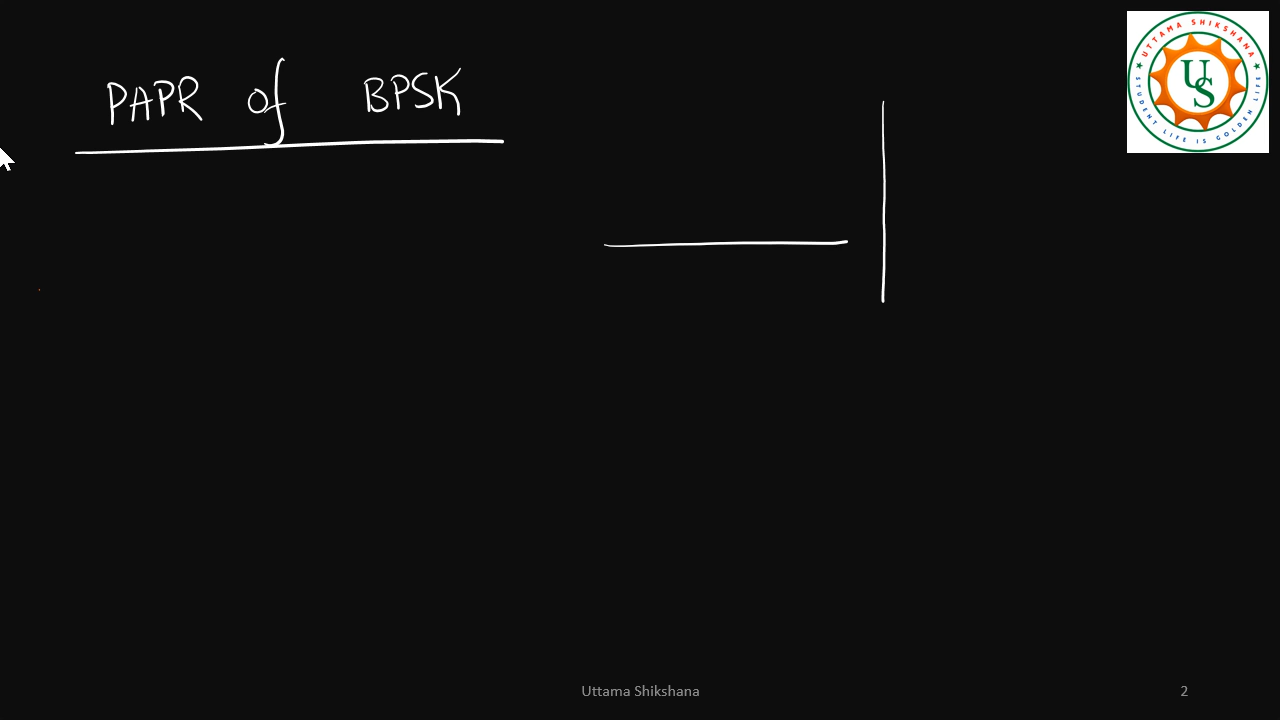 PAPR of BPSK
UTTAMA SHIKSHANA
US
STUDENT LIFE IS GOLDEN LIFE
Uttama Shikshana
2